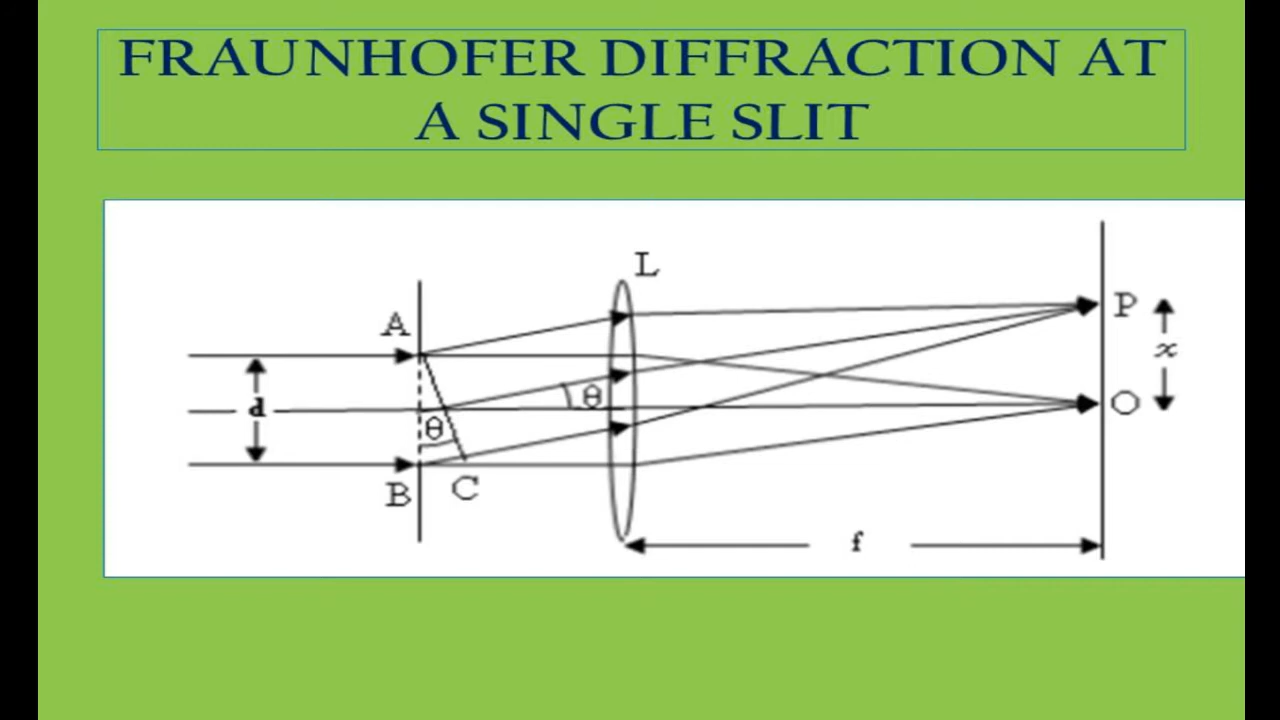 FRAUNHOFER DIFFRACTION AT
A SINGLE SLIT
L
A
P
x
θ
d
O
θ
B
C
f